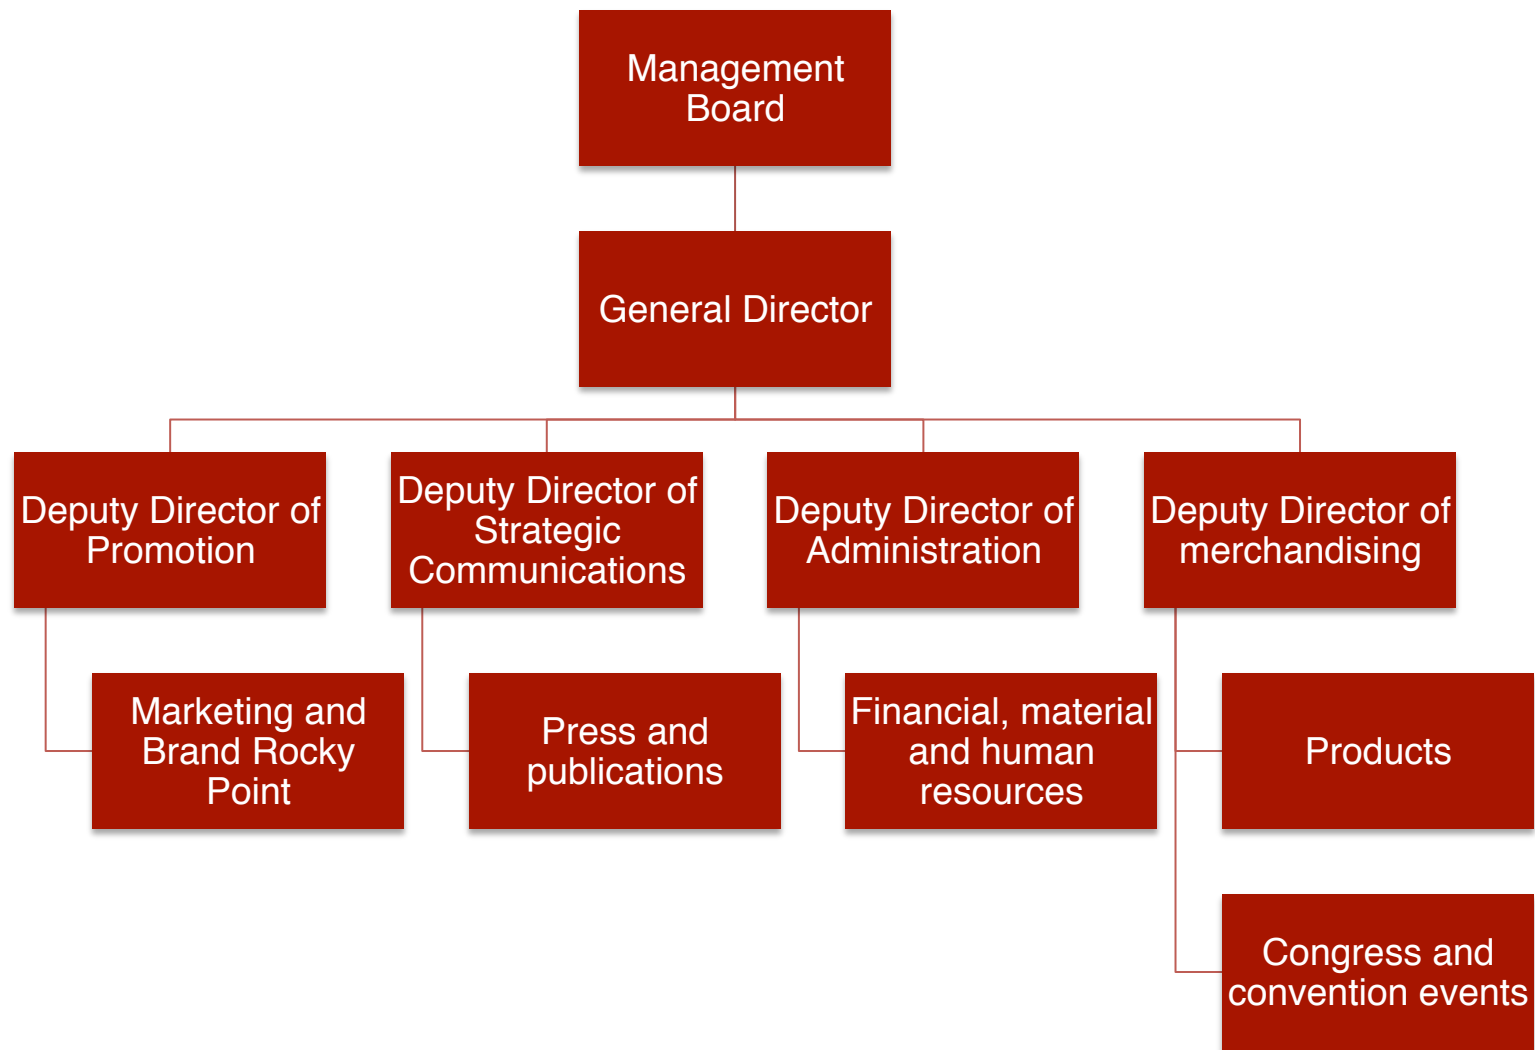 Management
Board
General Director
Deputy Director of
Promotion
Deputy Director of
Strategic
Communications
Deputy Director of
Administration
Deputy Director of
merchandising
Marketing and
Brand Rocky
Point
Press and
publications
Financial, material
and human
resources
Products
Congress and
convention events